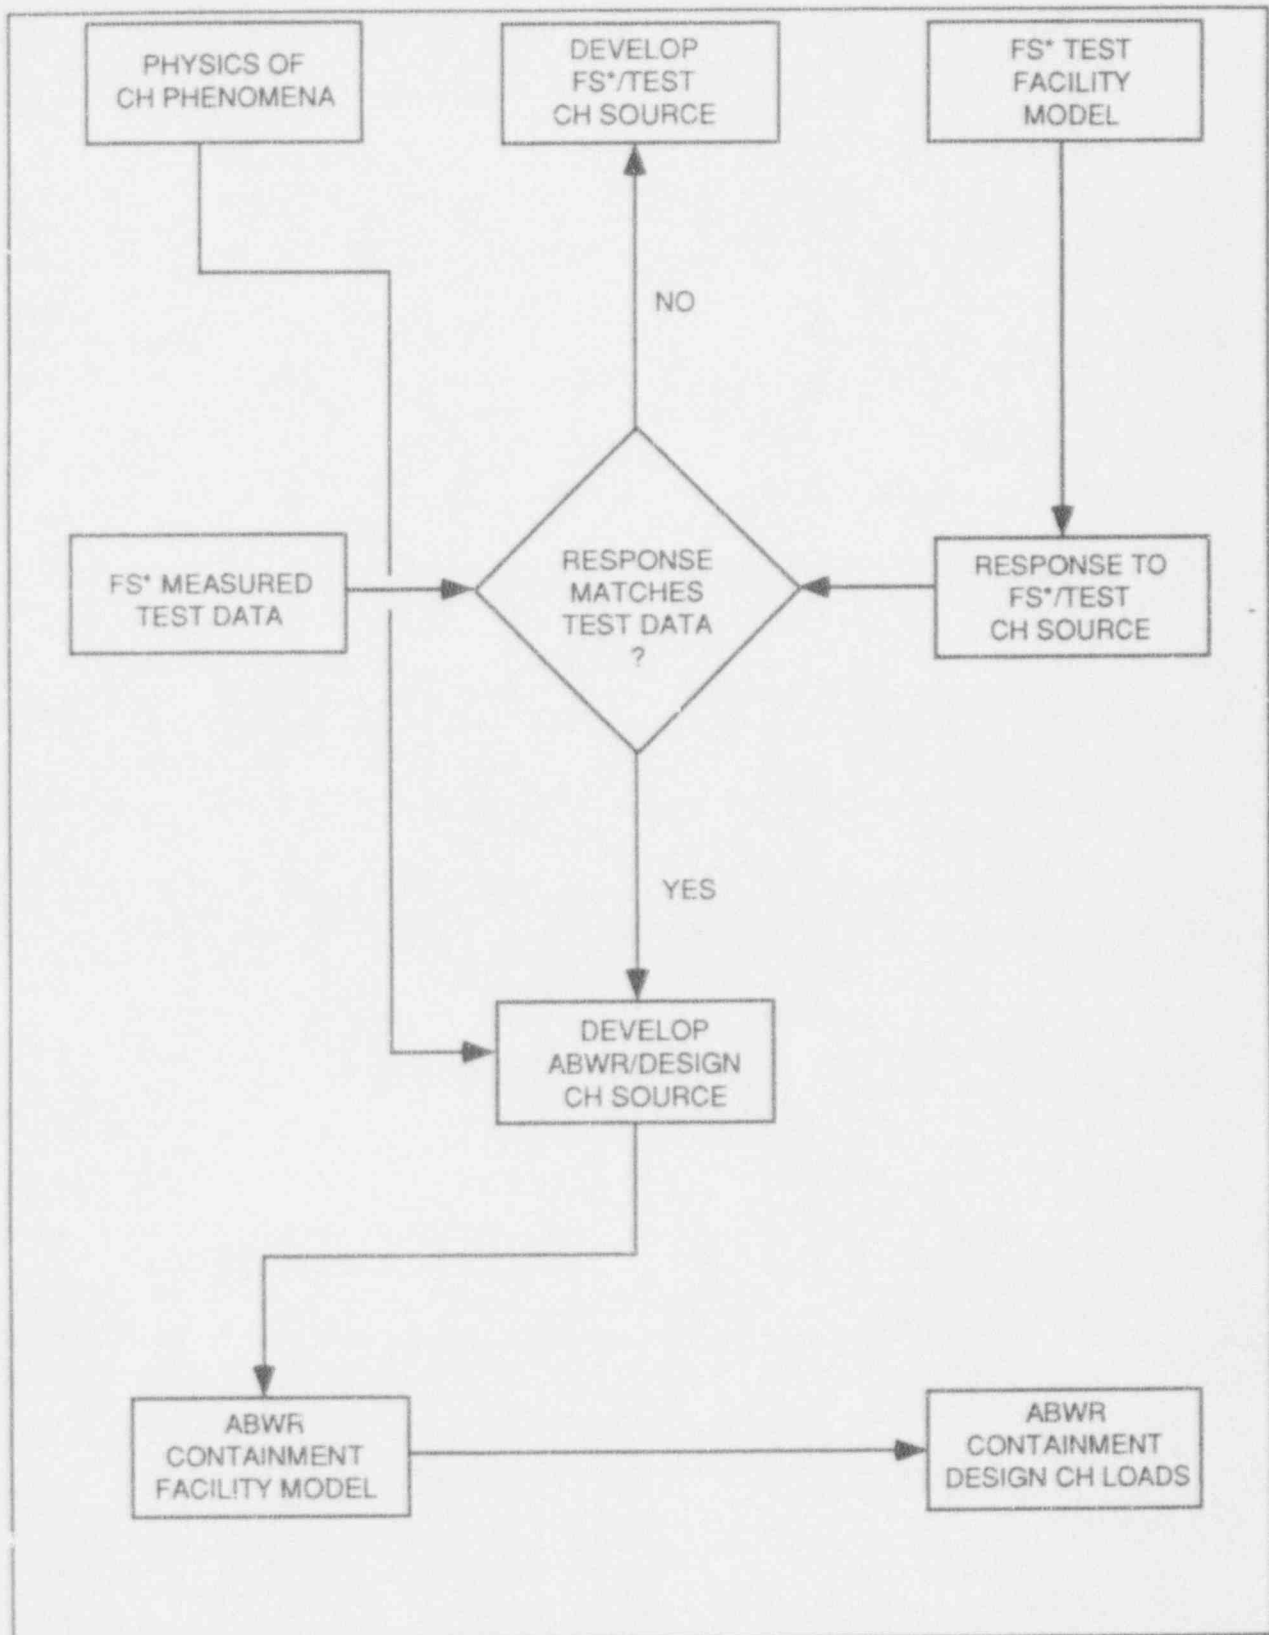 PHYSICS OF
CH PHENOMENA
DEVELOP
FS*/TEST
CH SOURCE
FS* TEST
FACILITY
MODEL
NO
FS* MEASURED
TEST DATA
RESPONSE
MATCHES
TEST DATA
?
RESPONSE TO
FS*/TEST
CH SOURCE
YES
DEVELOP
ABWR/DESIGN
CH SOURCE
ABWR
CONTAINMENT
FACILITY MODEL
ABWR
CONTAINMENT
DESIGN CH LOADS